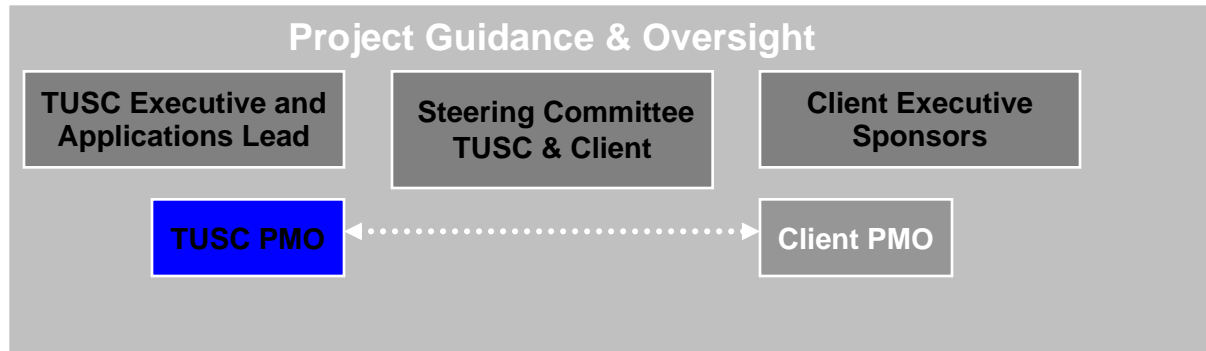 Project Guidance & Oversight
TUSC Executive and
Applications Lead
Steering Committee
TUSC & Client
Client Executive
Sponsors
TUSC PMO
Client PMO